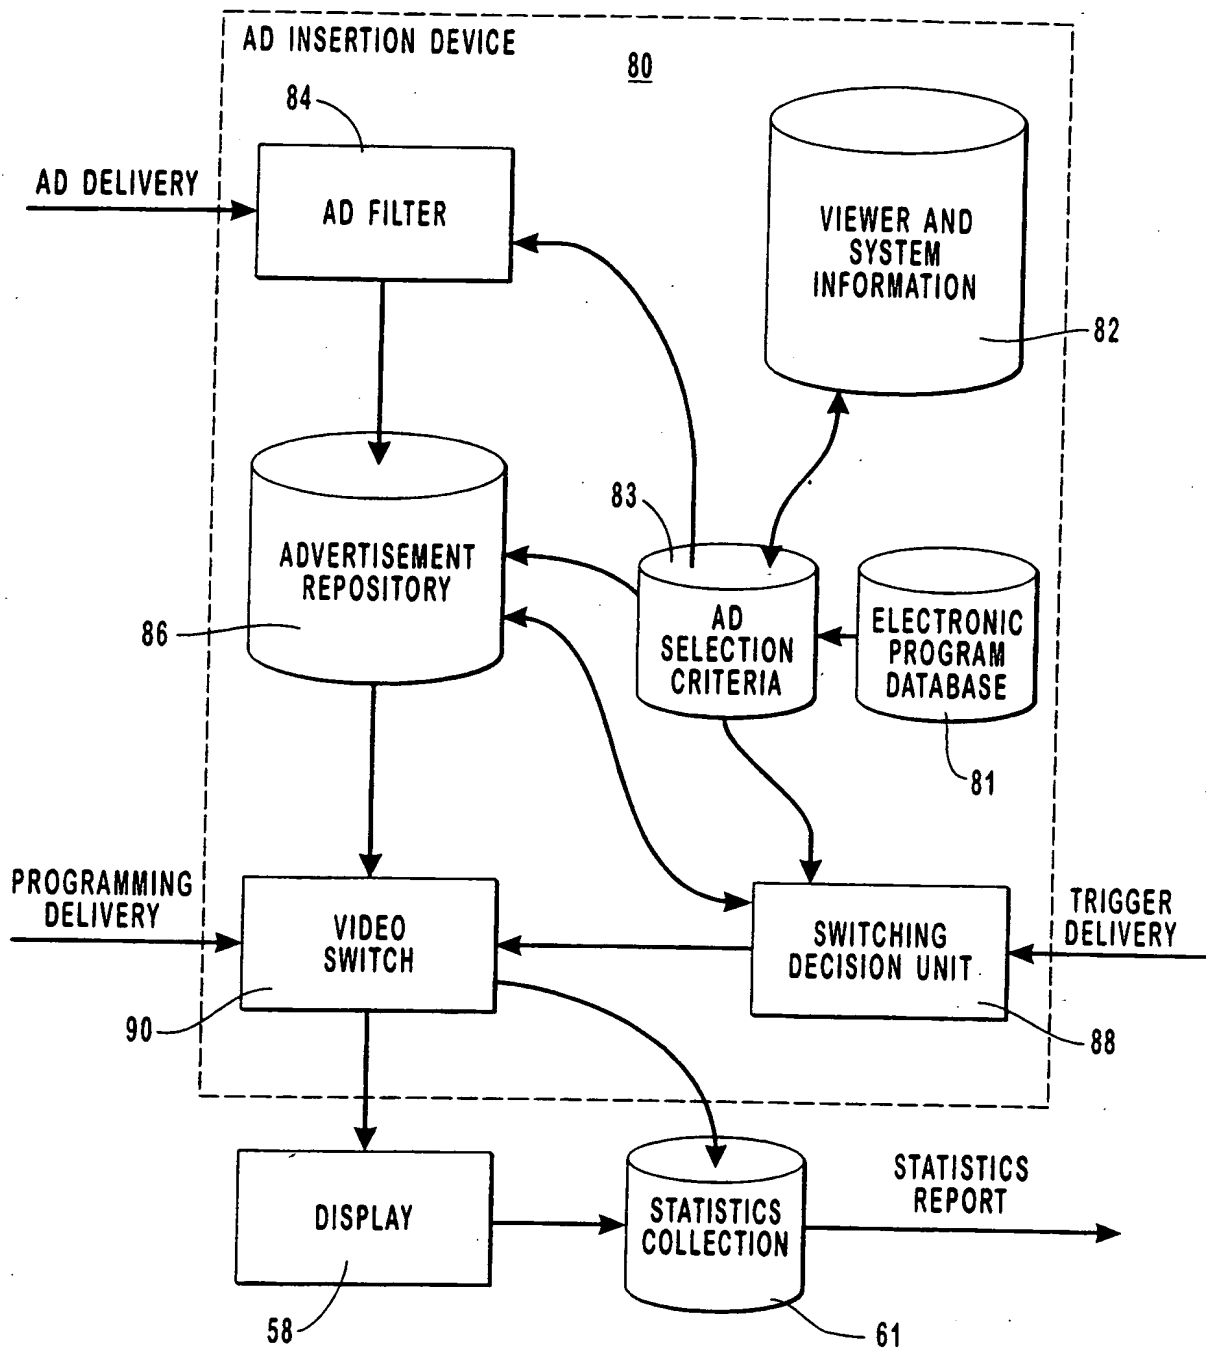 AD INSERTION DEVICE
80
84
AD DELIVERY
AD FILTER
VIEWER AND
SYSTEM
INFORMATION
82
83
ADVERTISEMENT
REPOSITORY
86
AD
SELECTION
CRITERIA
ELECTRONIC
PROGRAM
DATABASE
81
PROGRAMMING
DELIVERY
VIDEO
SWITCH
90
SWITCHING
DECISION UNIT
88
TRIGGER
DELIVERY
DISPLAY
58
STATISTICS
COLLECTION
61
STATISTICS
REPORT